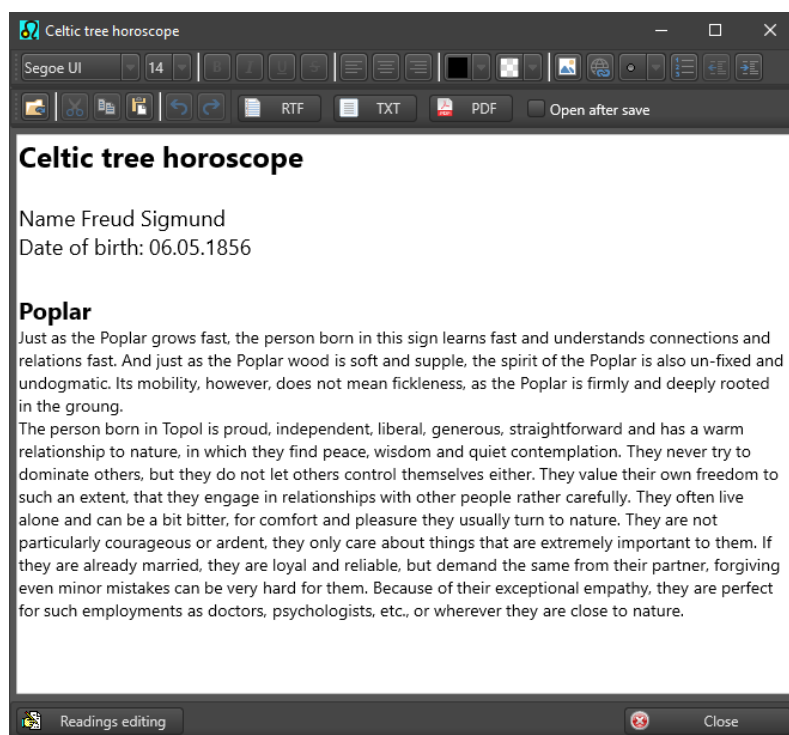 Celtic tree horoscope
Segoe UI 14 B I U S
RTF TXT PDF Open after save
Celtic tree horoscope
Name Freud Sigmund
Date of birth: 06.05.1856
Poplar
Just as the Poplar grows fast, the person born in this sign learns fast and understands connections and
relations fast. And just as the Poplar wood is soft and supple, the spirit of the Poplar is also un-fixed and
undogmatic. Its mobility, however, does not mean fickleness, as the Poplar is firmly and deeply rooted
in the groung.
The person born in Topol is proud, independent, liberal, generous, straightforward and has a warm
relationship to nature, in which they find peace, wisdom and quiet contemplation. They never try to
dominate others, but they do not let others control themselves either. They value their own freedom to
such an extent, that they engage in relationships with other people rather carefully. They often live
alone and can be a bit bitter, for comfort and pleasure they usually turn to nature. They are not
particularly courageous or ardent, they only care about things that are extremely important to them. If
they are already married, they are loyal and reliable, but demand the same from their partner, forgiving
even minor mistakes can be very hard for them. Because of their exceptional empathy, they are perfect
for such employments as doctors, psychologists, etc., or wherever they are close to nature.
Readings editing Close